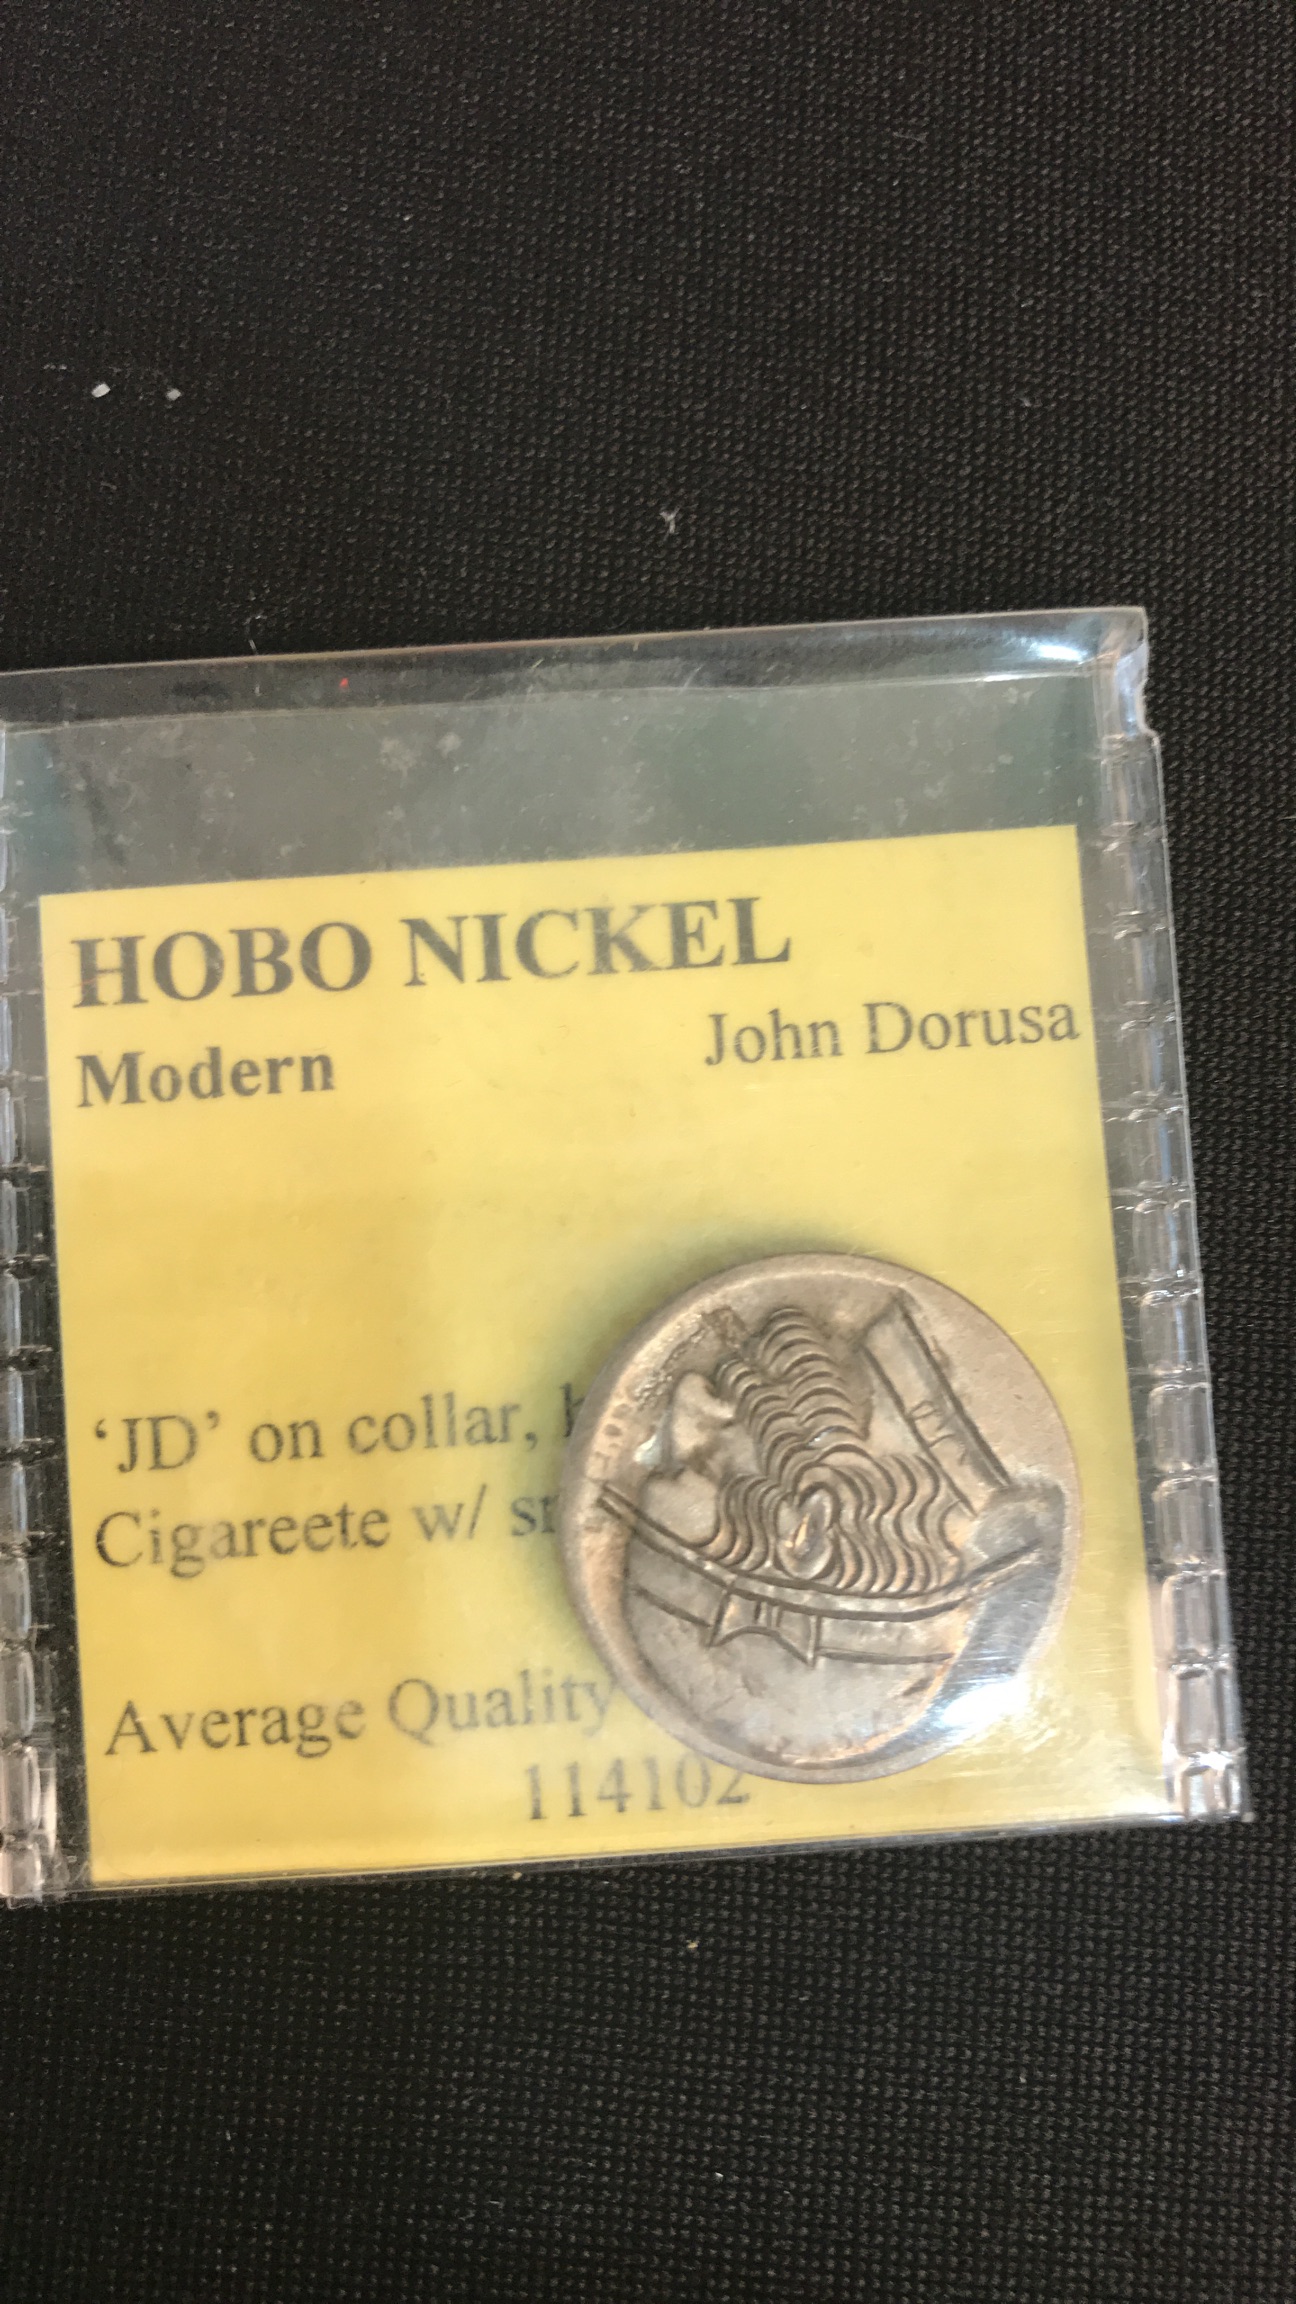 HOBO NICKEL
Modern John Dorusa
‘JD’ on collar,
Cigareete w/
Average Quality
114102